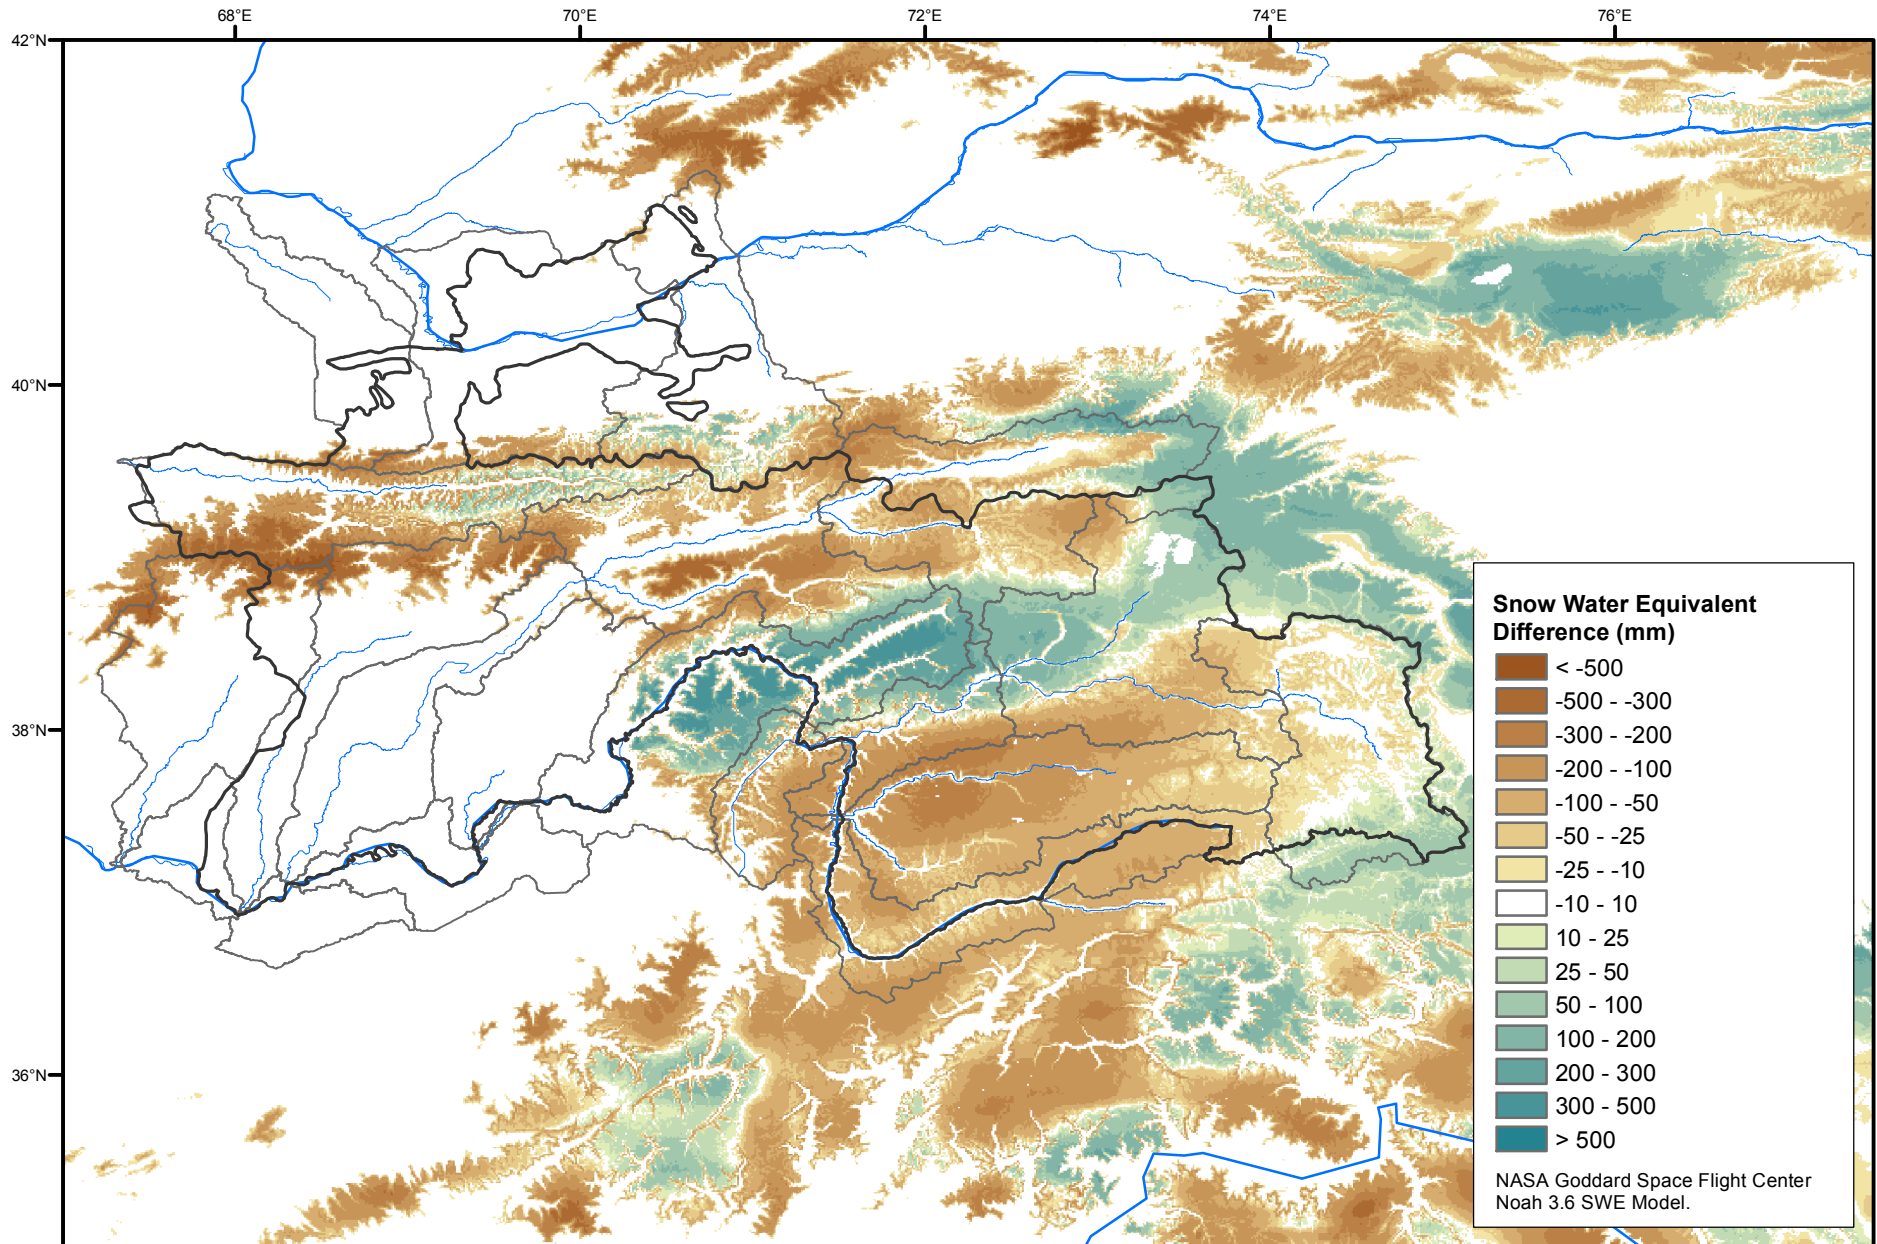 68°E 70°E 72°E 74°E 76°E
42°N
40°N
38°N
36°N
Snow Water Equivalent
Difference (mm)
< -500
-500 - -300
-300 - -200
-200 - -100
-100 - -50
-50 - -25
-25 - -10
-10 - 10
10 - 25
25 - 50
50 - 100
100 - 200
200 - 300
300 - 500
> 500
NASA Goddard Space Flight Center
Noah 3.6 SWE Model.